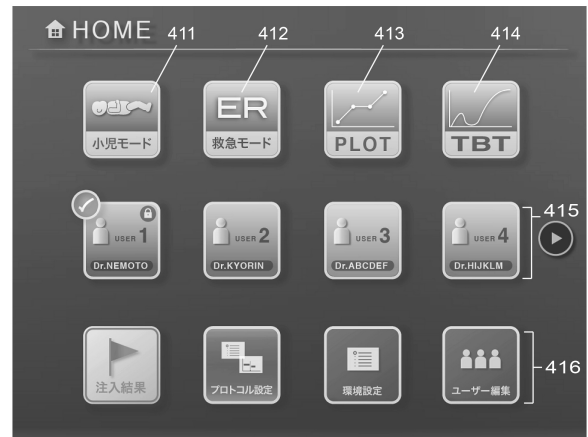 HOME
411
412
413
414
小児モード
ER
救急モード
PLOT
TBT
415
USER 1
Dr.NEMOTO
USER 2
Dr.KYORIN
USER 3
Dr.ABCDEF
USER 4
Dr.HIJKLM
416
注入結果
プロトコル設定
環境設定
ユーザー編集